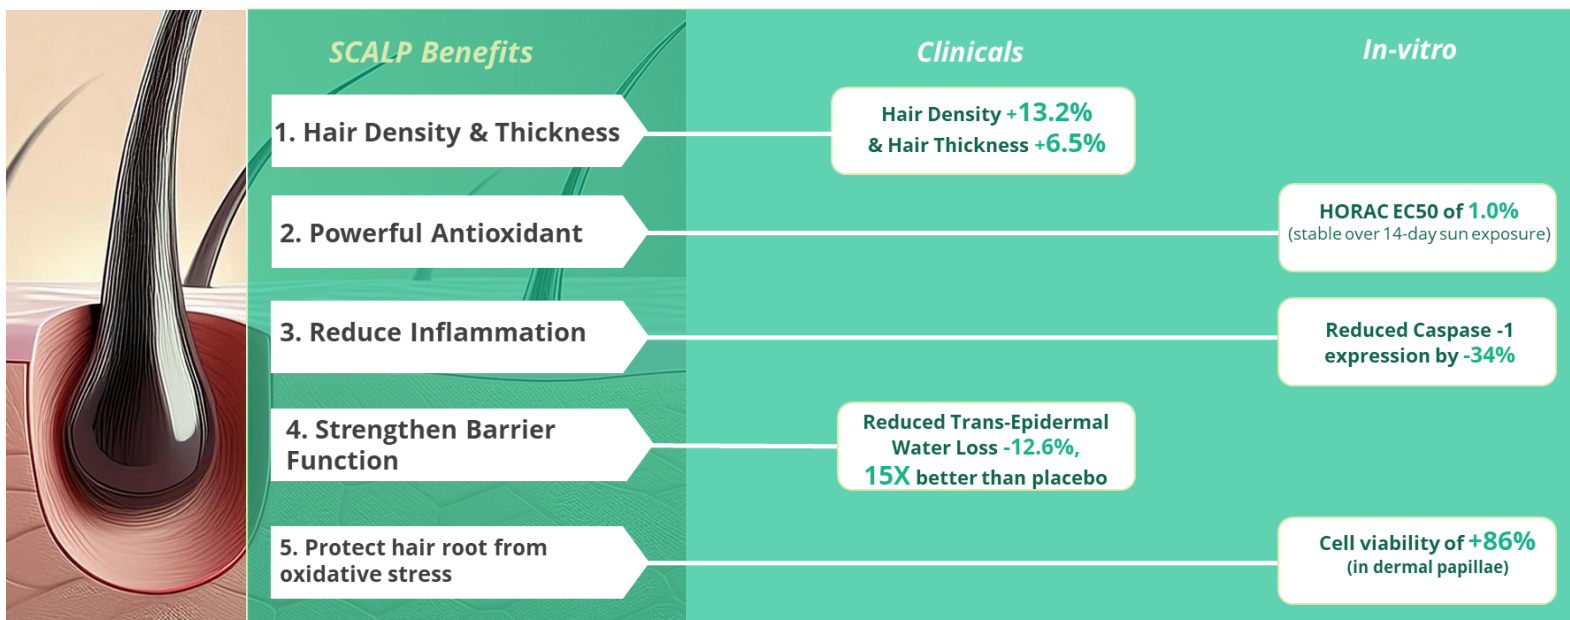 SCALP Benefits
Clinicals
In-vitro
1. Hair Density & Thickness
Hair Density +13.2%
& Hair Thickness +6.5%
2. Powerful Antioxidant
HORAC EC50 of 1.0%
(stable over 14-day sun exposure)
3. Reduce Inflammation
Reduced Caspase -1
expression by -34%
4. Strengthen Barrier
Function
Reduced Trans-Epidermal
Water Loss -12.6%,
15X better than placebo
5. Protect hair root from
oxidative stress
Cell viability of +86%
(in dermal papillae)